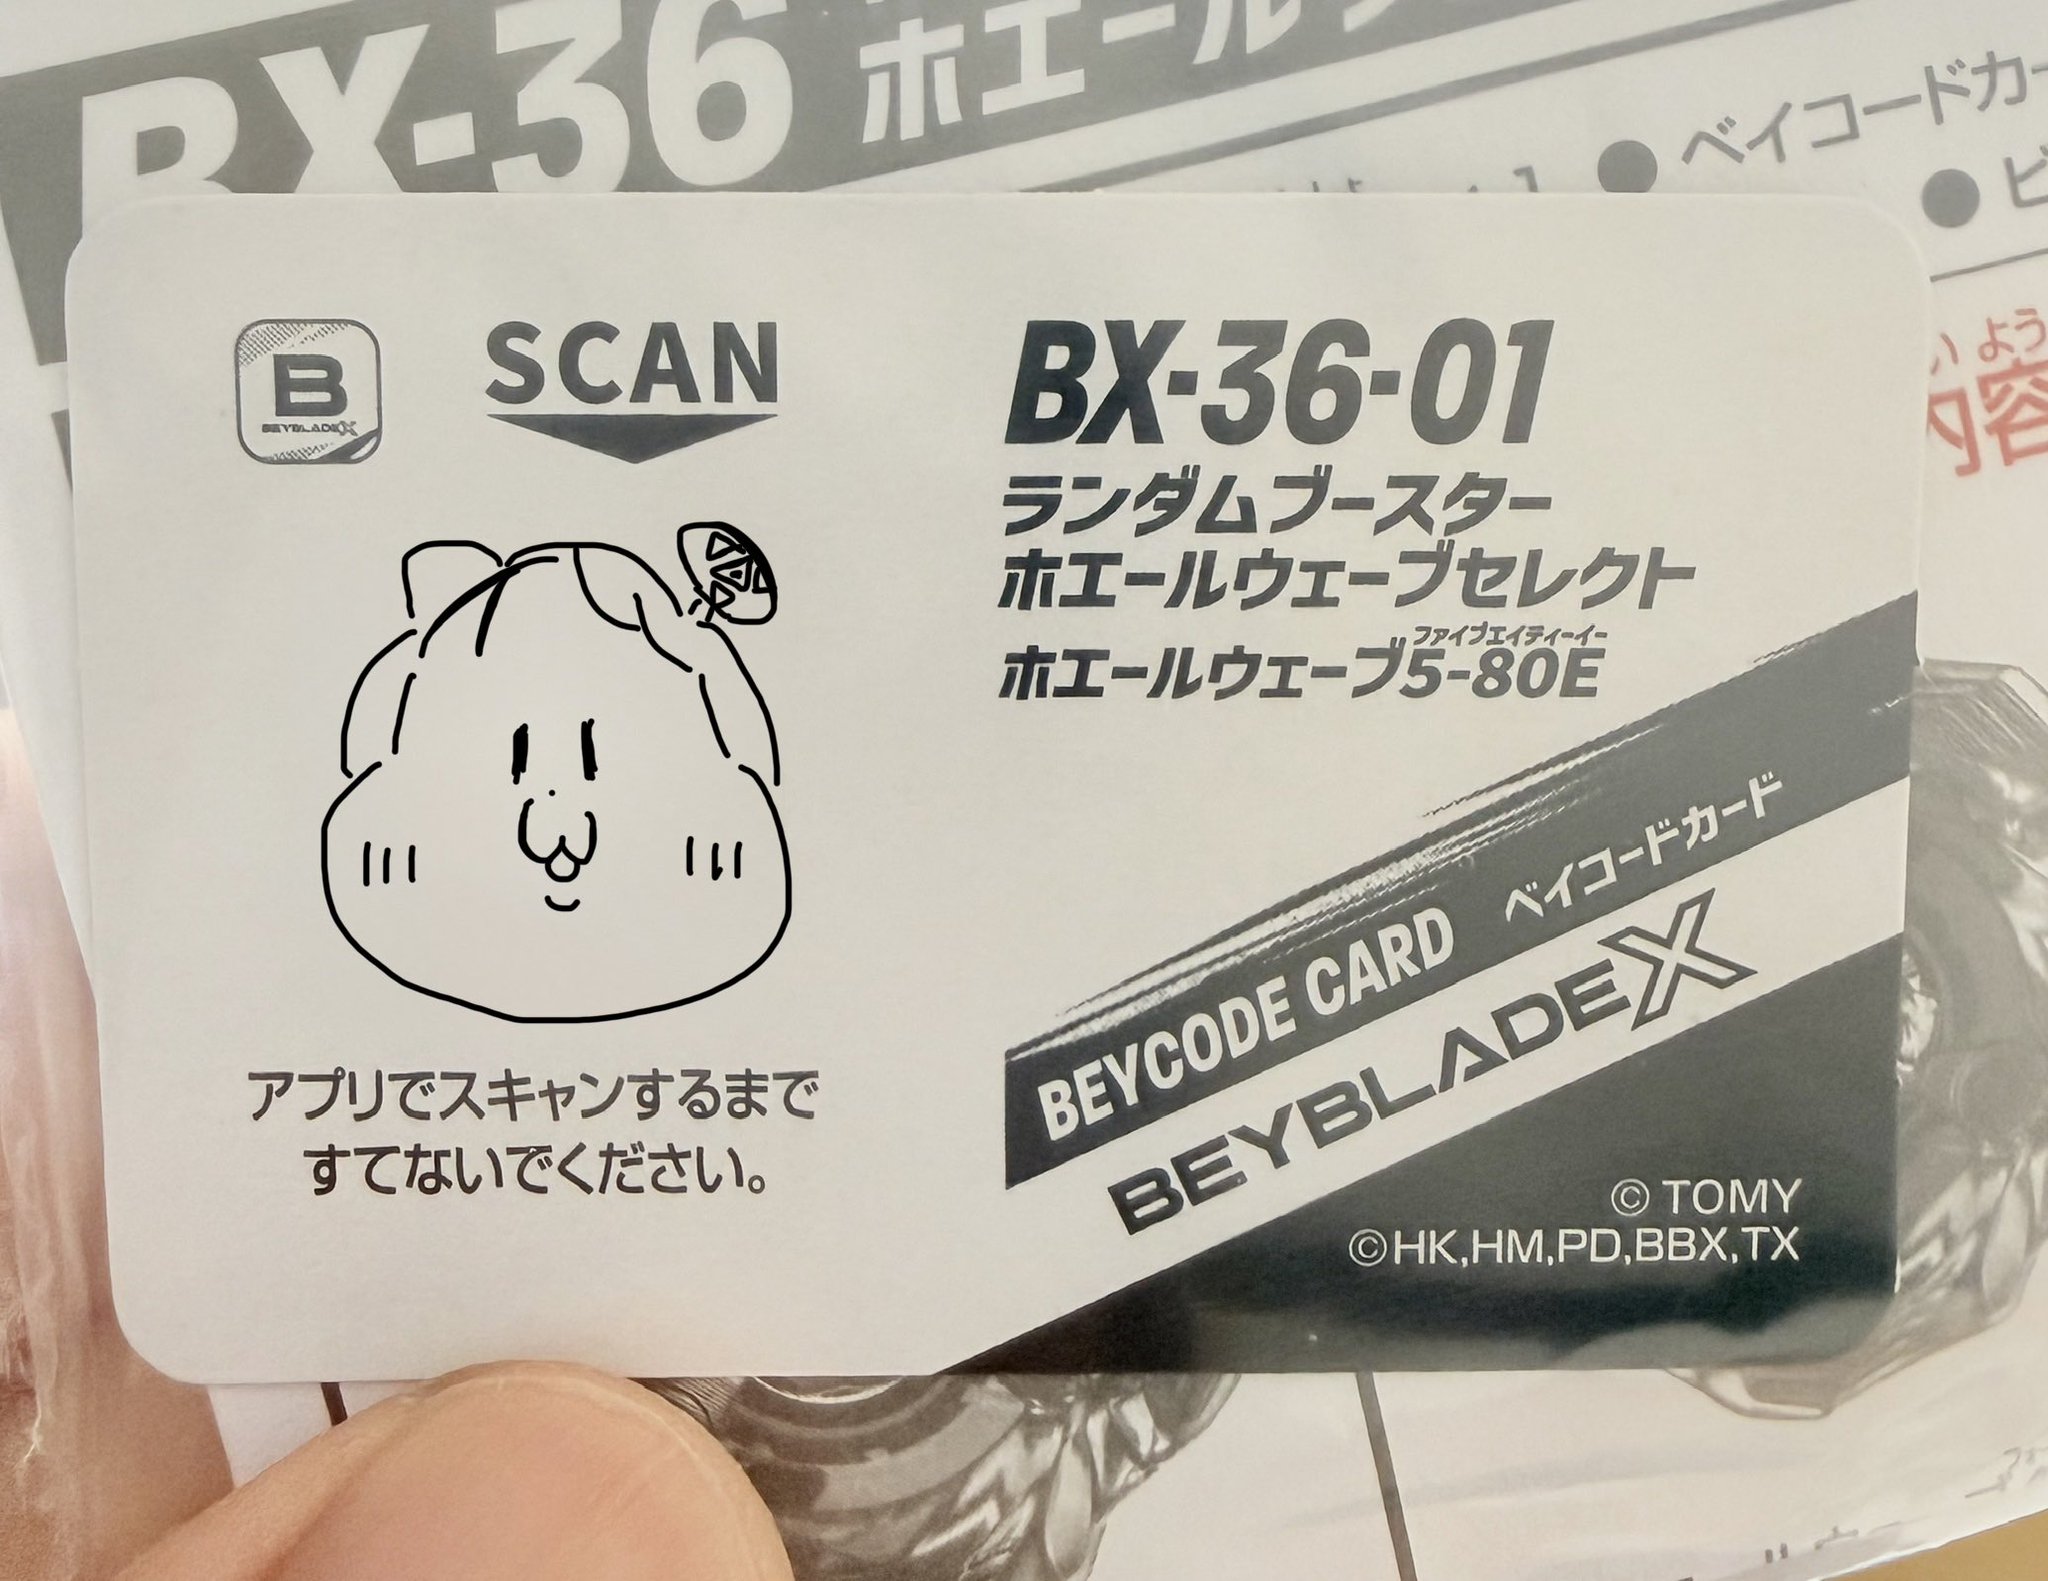 BX-36 ホエール
● ベイコードカー
●
よう
内容
B
BEYBLADE X
SCAN
アプリでスキャンするまで
すてないでください。
BX-36-01
ランダムブースター
ホエールウェーブセレクト
ファイブエイティーイー
ホエールウェーブ5-80E
BEYCODE CARD ベイコードカード
BEYBLADE X
© TOMY
©HK,HM,PD,BBX,TX